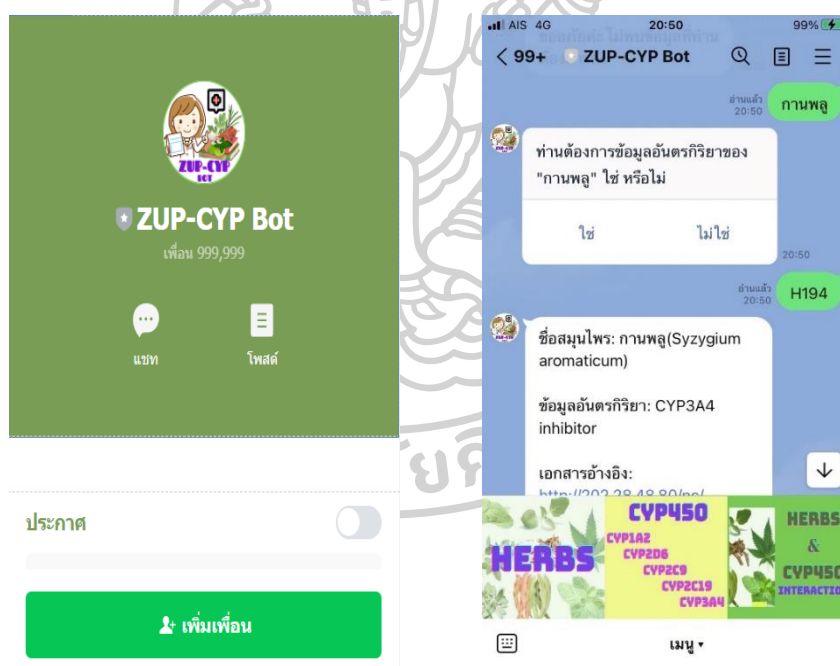 ZUP-CYP
BOT
ZUP-CYP Bot
เพื่อน 999,999
แชท
โพสต์
ประกาศ
เพิ่มเพื่อน
AIS 4G
20:50
99%
99+
ZUP-CYP Bot
อ่านแล้ว
20:50
กานพลู
ท่านต้องการข้อมูลอันตรกิริยาของ
"กานพลู" ใช่ หรือไม่
ใช่
ไม่ใช่
20:50
อ่านแล้ว
20:50
H194
ชื่อสมุนไพร: กานพลู(Syzygium
aromaticum)
ข้อมูลอันตรกิริยา: CYP3A4
inhibitor
เอกสารอ้างอิง:
HERBS
CYP450
CYP1A2
CYP2D6
CYP2C9
CYP2C19
CYP3A4
HERBS
&
CYP450
INTERACTIO
เมนู